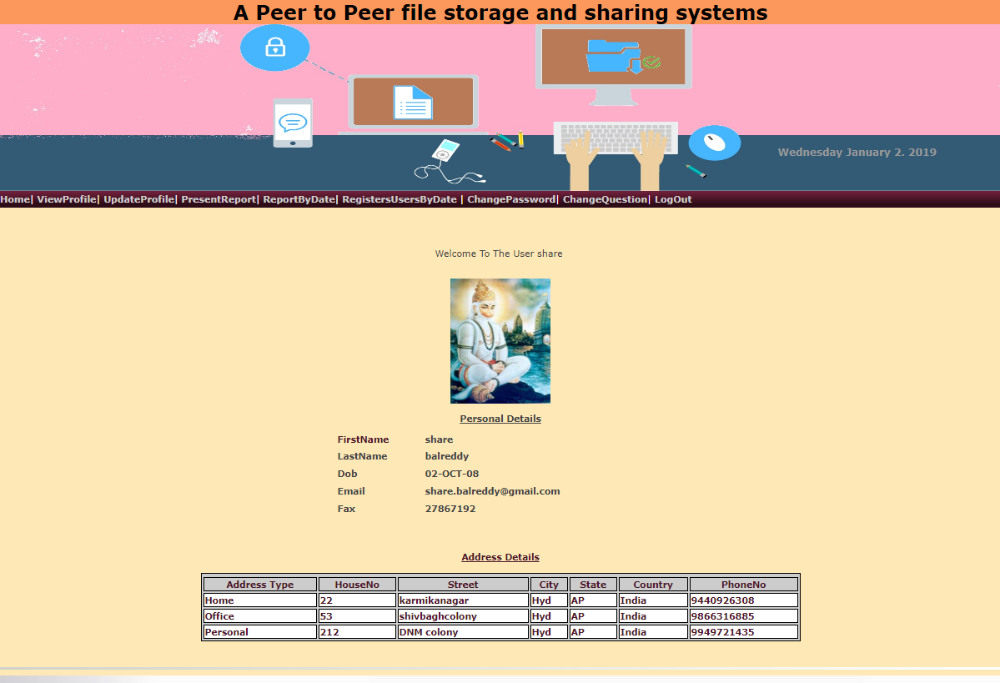 A Peer to Peer file storage and sharing systems
Wednesday January 2. 2019
Home| ViewProfile| UpdateProfile| PresentReport| ReportByDate| RegistersUsersByDate | ChangePassword| ChangeQuestion| LogOut
Welcome To The User share
Personal Details
FirstName share
LastName balreddy
Dob 02-OCT-08
Email share.balreddy@gmail.com
Fax 27867192
Address Details
Address Type HouseNo Street City State Country PhoneNo
Home 22 karmikanagar Hyd AP India 9440926308
Office 53 shivbaghcolony Hyd AP India 9866316885
Personal 212 DNM colony Hyd AP India 9949721435